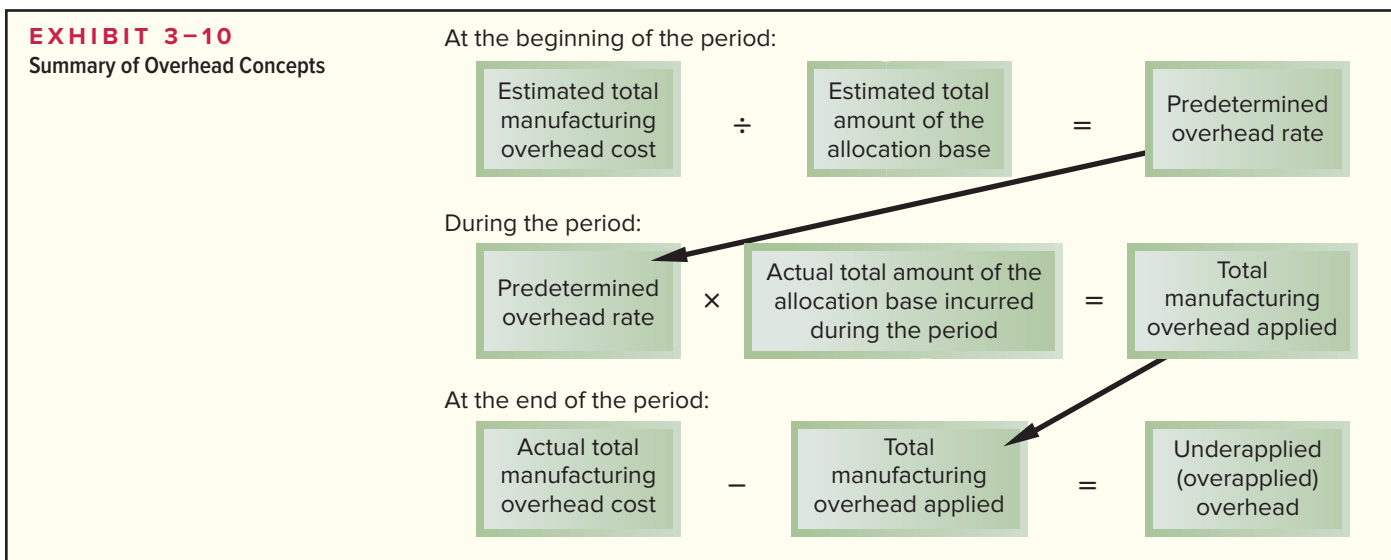 EXHIBIT 3–10
Summary of Overhead Concepts
At the beginning of the period:
Estimated total
manufacturing
overhead cost
÷
Estimated total
amount of the
allocation base
=
Predetermined
overhead rate
During the period:
Predetermined
overhead rate
×
Actual total amount of the
allocation base incurred
during the period
=
Total
manufacturing
overhead applied
At the end of the period:
Actual total
manufacturing
overhead cost
−
Total
manufacturing
overhead applied
=
Underapplied
(overapplied)
overhead